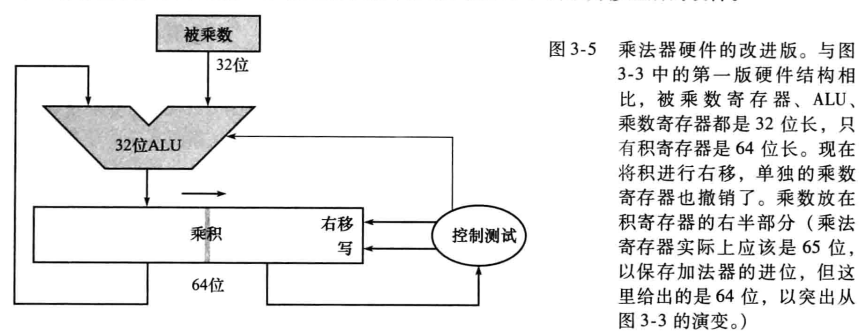 被乘数
32位
32位ALU
乘积
右移
写
控制测试
64位
图 3-5 乘法器硬件的改进版。与图
3-3 中的第一版硬件结构相
比，被乘数寄存器、ALU、
乘数寄存器都是 32 位长，只
有积寄存器是 64 位长。现在
将积进行右移，单独的乘数
寄存器也撤销了。乘数放在
积寄存器的右半部分（乘法
寄存器实际上应该是 65 位，
以保存加法器的进位，但这
里给出的是 64 位，以突出从
图 3-3 的演变。）